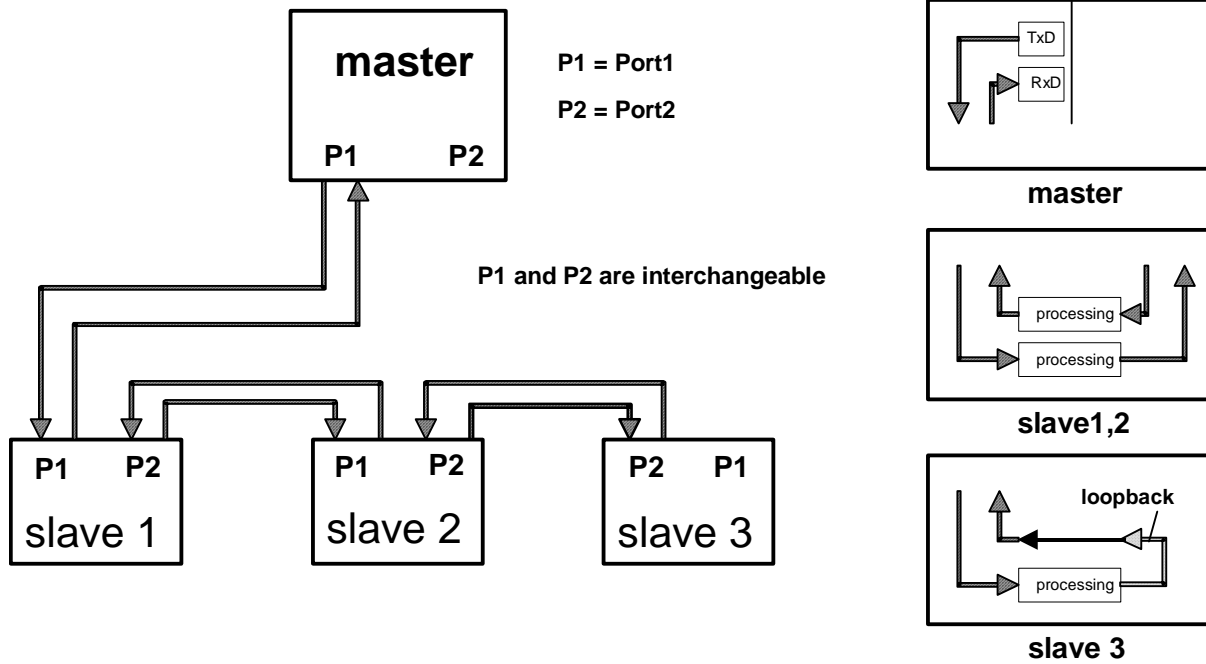 master
P1 = Port1
P2 = Port2
P1 P2
P1 and P2 are interchangeable
P1 P2
slave 1
P1 P2
slave 2
P2 P1
slave 3
TxD
RxD
master
processing
processing
slave1,2
loopback
processing
slave 3